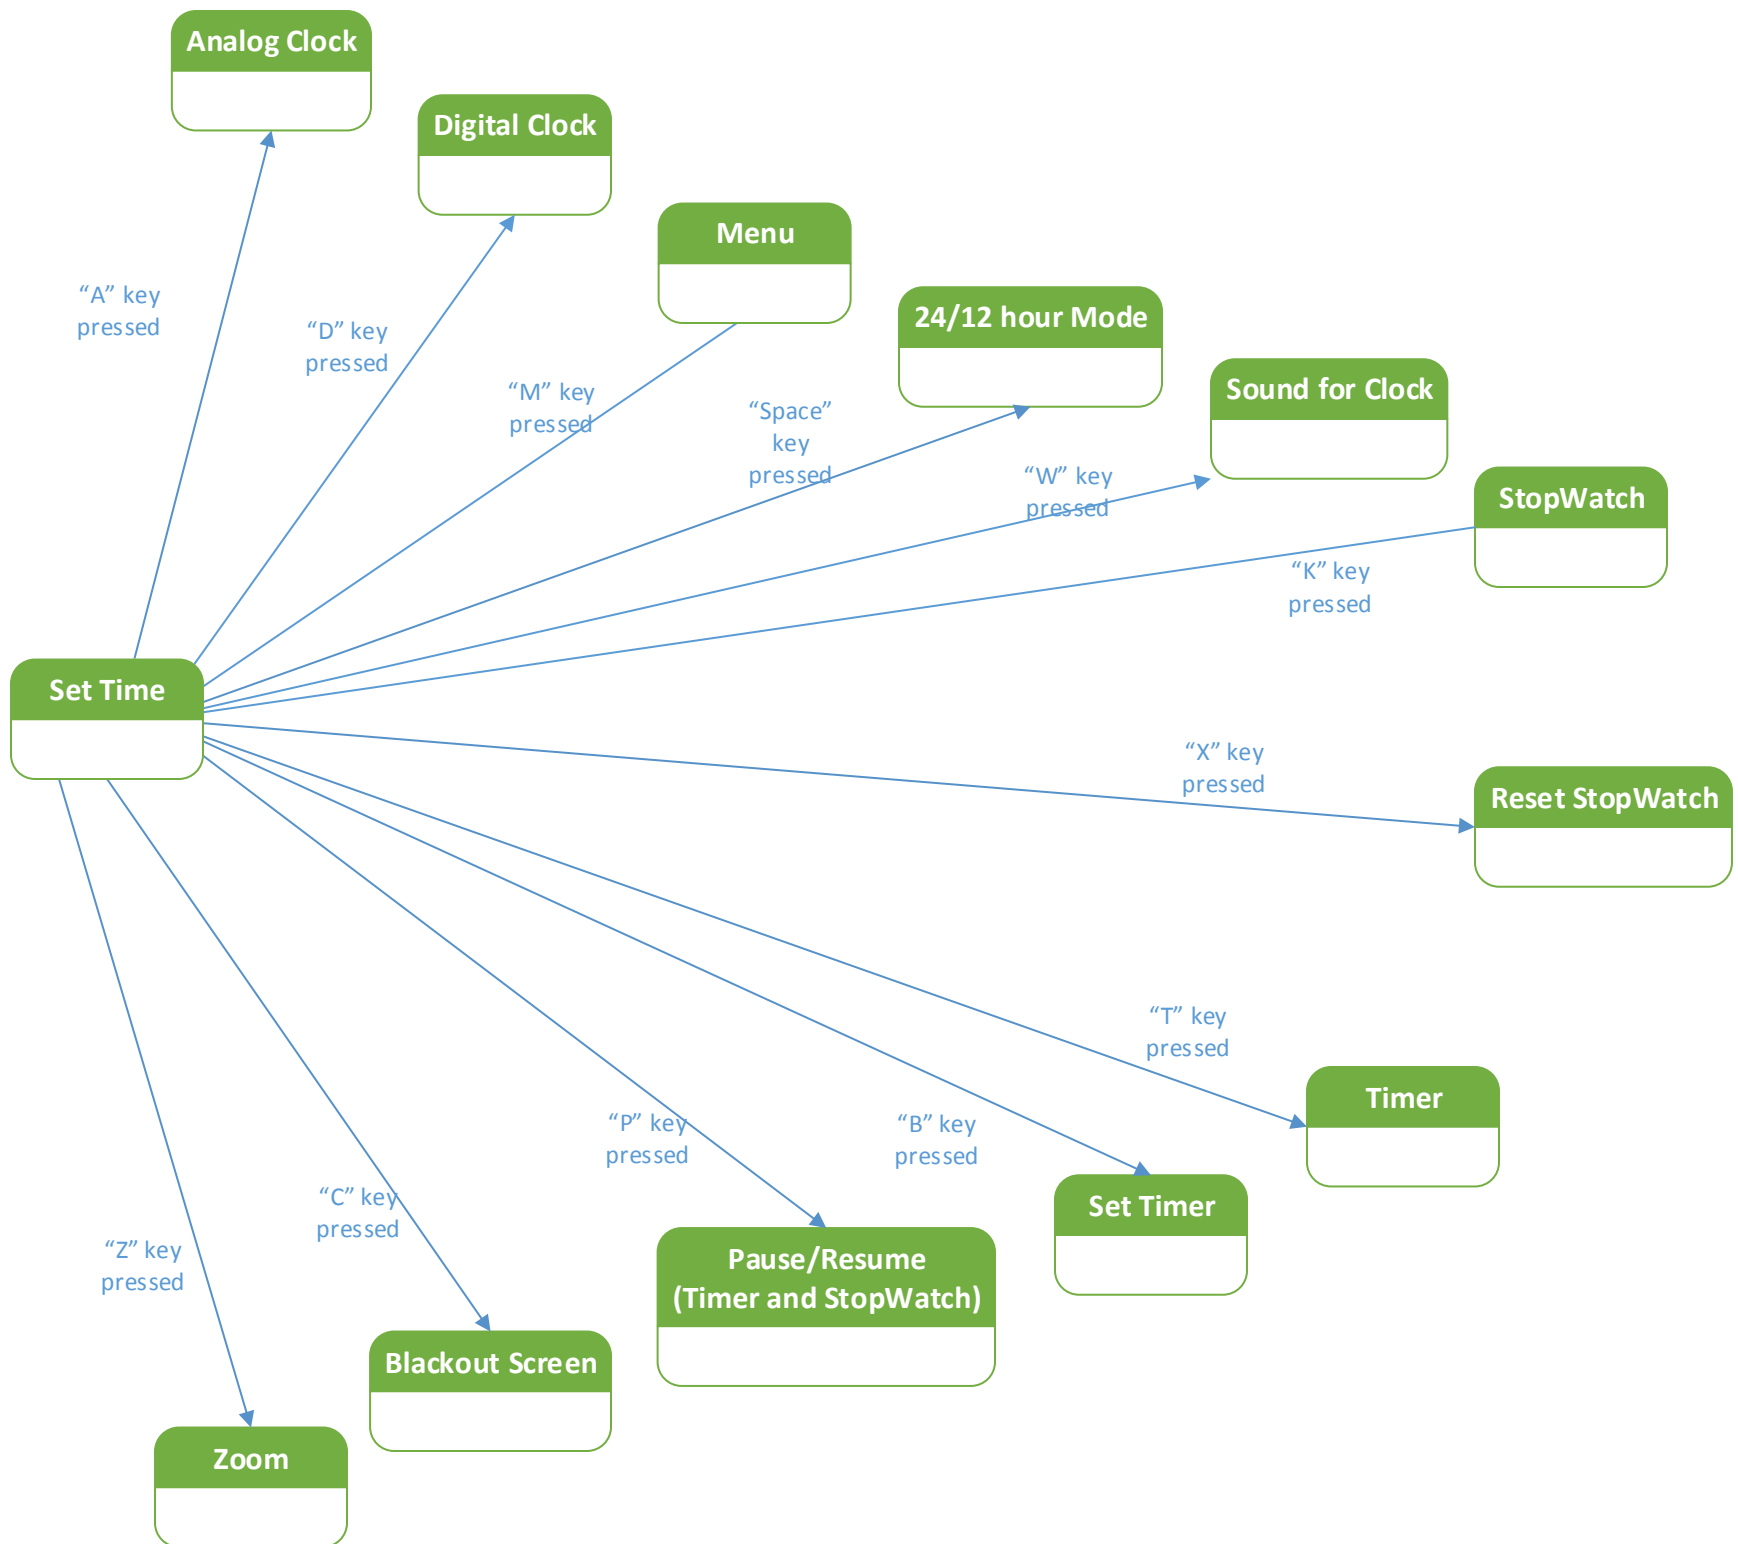 Analog Clock
Digital Clock
Menu
24/12 hour Mode
Sound for Clock
StopWatch
“A” key
pressed
“D” key
pressed
“M” key
pressed
“Space”
key
pressed
“W” key
pressed
“K” key
pressed
Set Time
“X” key
pressed
Reset StopWatch
“T” key
pressed
Timer
“B” key
pressed
Set Timer
“P” key
pressed
Pause/Resume
(Timer and StopWatch)
“C” key
pressed
Blackout Screen
“Z” key
pressed
Zoom